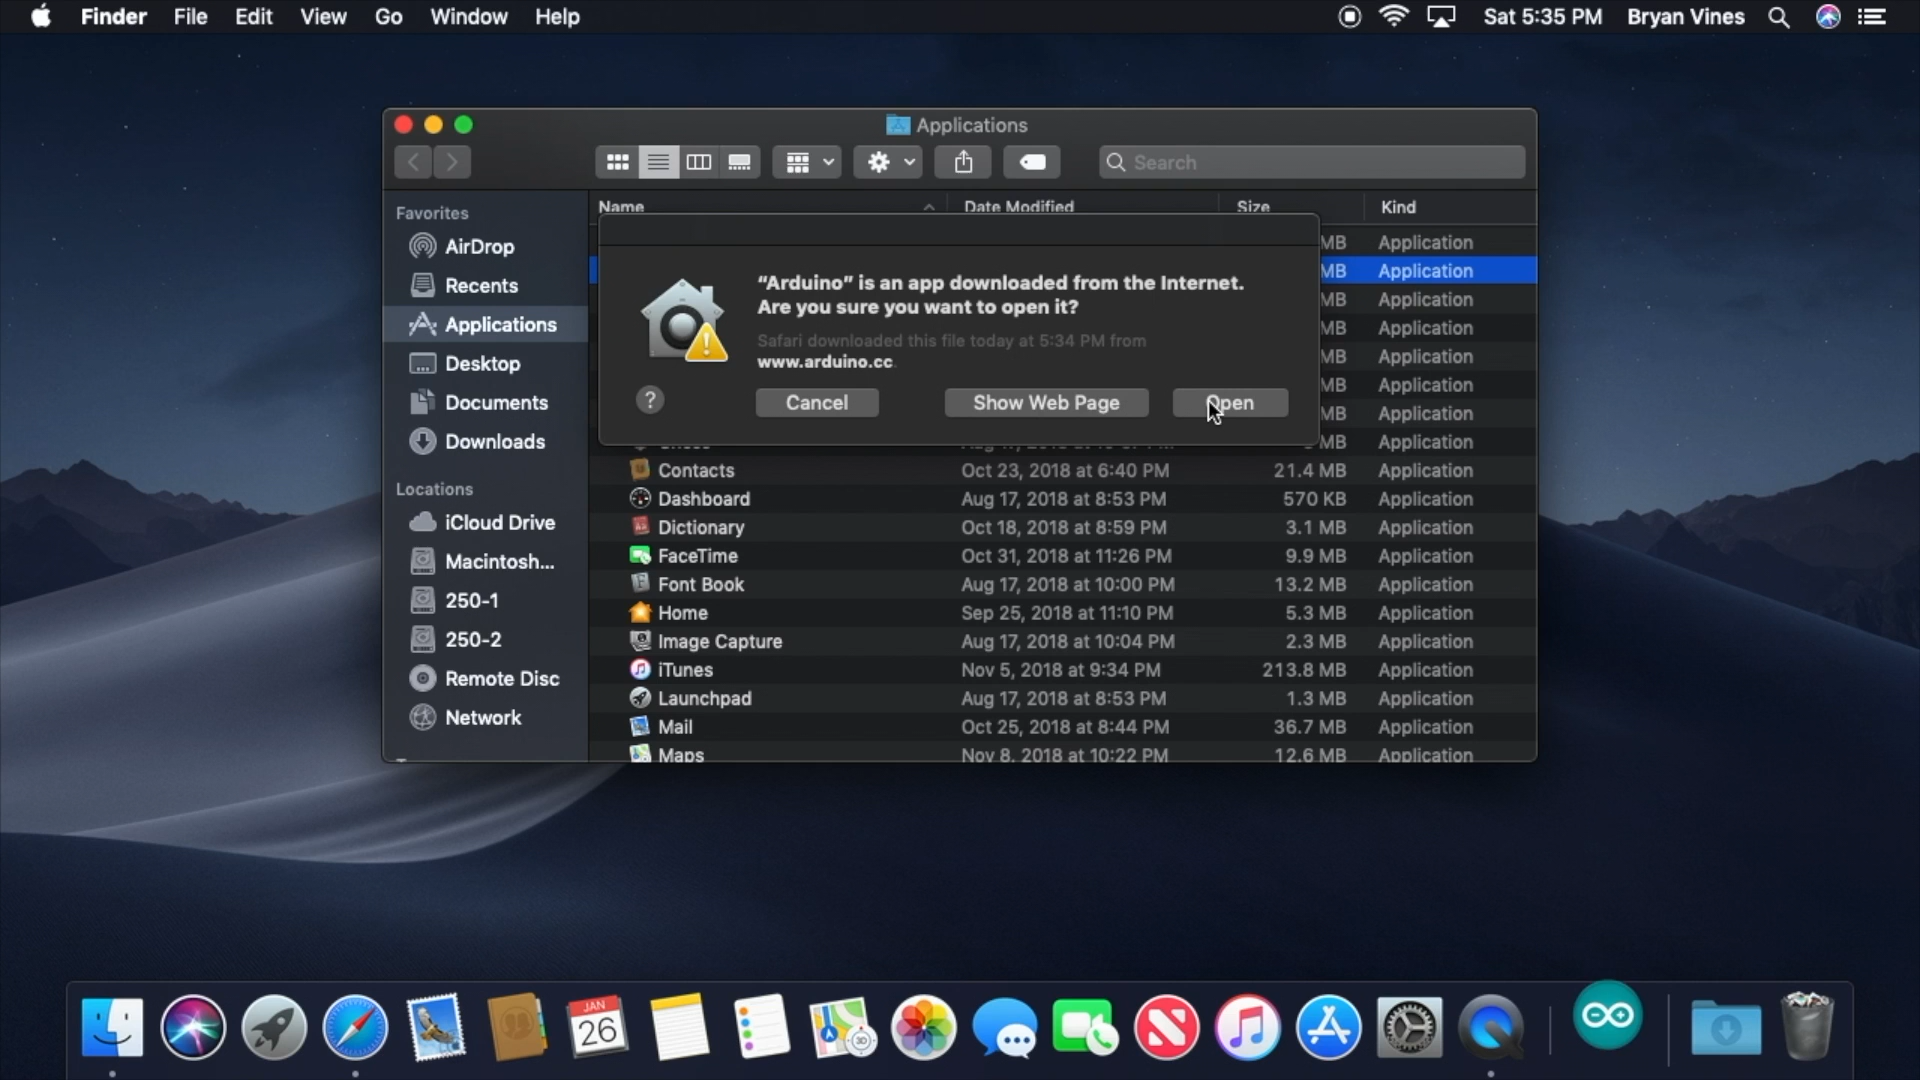 Finder File Edit View Go Window Help Sat 5:35 PM Bryan Vines
Applications
Search
Favorites
AirDrop
Recents
Applications
Desktop
Documents
Downloads
Locations
iCloud Drive
Macintosh...
250-1
250-2
Remote Disc
Network
Name Date Modified Size Kind
MB Application
MB Application
MB Application
MB Application
MB Application
MB Application
MB Application
MB Application
“Arduino” is an app downloaded from the Internet.
Are you sure you want to open it?
Safari downloaded this file today at 5:34 PM from
www.arduino.cc.
? Cancel Show Web Page Open
Contacts Oct 23, 2018 at 6:40 PM 21.4 MB Application
Dashboard Aug 17, 2018 at 8:53 PM 570 KB Application
Dictionary Oct 18, 2018 at 8:59 PM 3.1 MB Application
FaceTime Oct 31, 2018 at 11:26 PM 9.9 MB Application
Font Book Aug 17, 2018 at 10:00 PM 13.2 MB Application
Home Sep 25, 2018 at 11:10 PM 5.3 MB Application
Image Capture Aug 17, 2018 at 10:04 PM 2.3 MB Application
iTunes Nov 5, 2018 at 9:34 PM 213.8 MB Application
Launchpad Aug 17, 2018 at 8:53 PM 1.3 MB Application
Mail Oct 25, 2018 at 8:44 PM 36.7 MB Application
Maps Nov 8, 2018 at 10:22 PM 12.6 MB Application
JAN
26
3D